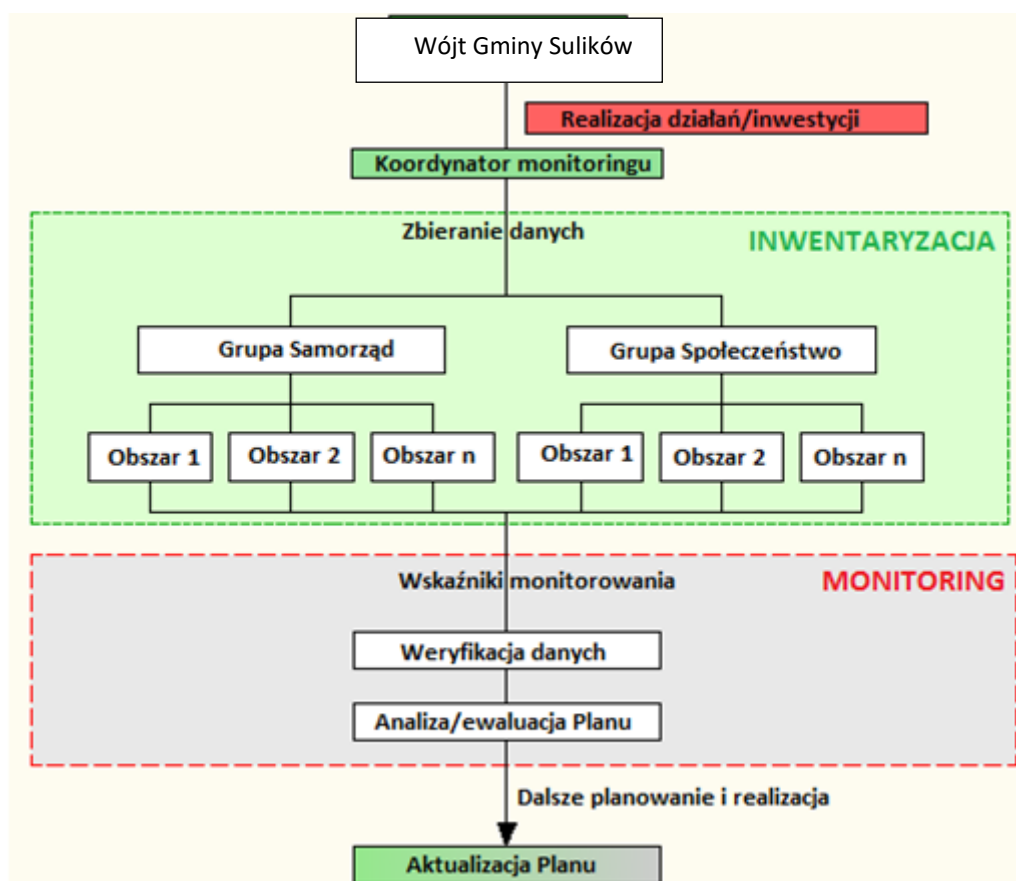 Wójt Gminy Sulików
Realizacja działań/inwestycji
Koordynator monitoringu
Zbieranie danych
INWENTARYZACJA
Grupa Samorząd
Grupa Społeczeństwo
Obszar 1
Obszar 2
Obszar n
Obszar 1
Obszar 2
Obszar n
Wskaźniki monitorowania
MONITORING
Weryfikacja danych
Analiza/ewaluacja Planu
Dalsze planowanie i realizacja
Aktualizacja Planu